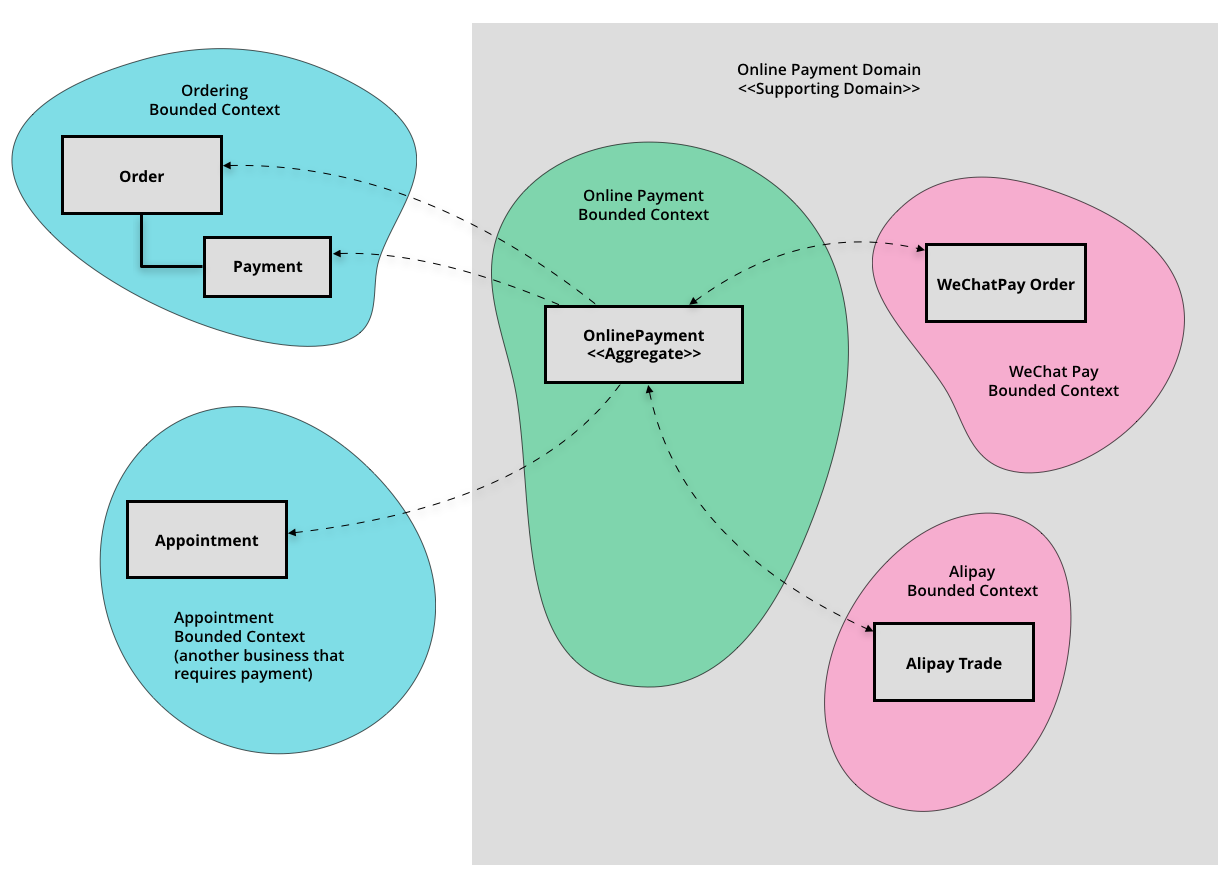 Online Payment Domain
<<Supporting Domain>>
Ordering
Bounded Context
Order
Payment
Online Payment
Bounded Context
OnlinePayment
<<Aggregate>>
WeChatPay Order
WeChat Pay
Bounded Context
Appointment
Appointment
Bounded Context
(another business that
requires payment)
Alipay
Bounded Context
Alipay Trade